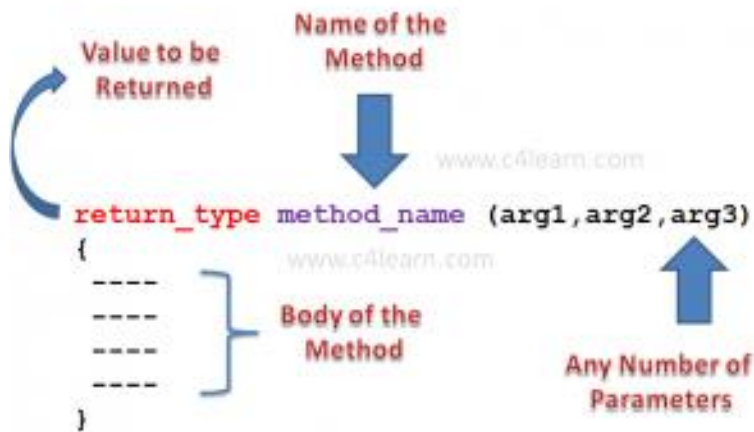 Value to be
Returned
Name of the
Method
www.c4learn.com
return_type method_name (arg1,arg2,arg3)
{
www.c4learn.com
----
----
----
----
}
Body of the
Method
Any Number of
Parameters